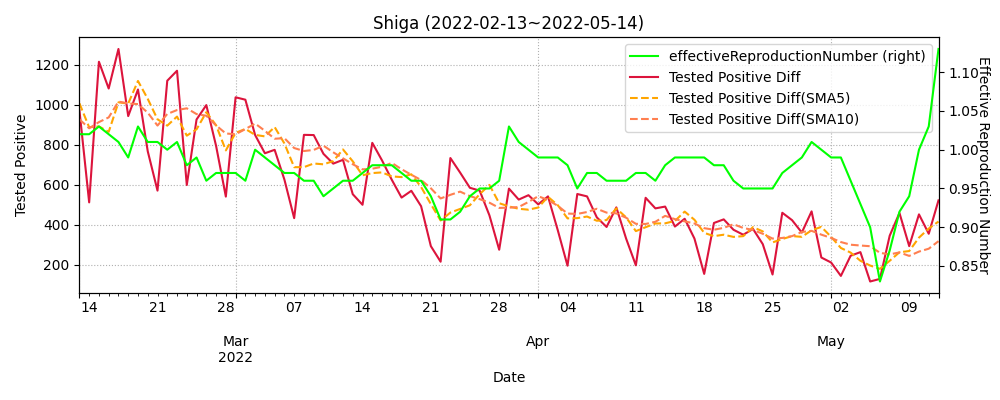 Shiga (2022-02-13~2022-05-14)
effectiveReproductionNumber (right)
Tested Positive Diff
Tested Positive Diff(SMA5)
Tested Positive Diff(SMA10)
Tested Positive
1200
1000
800
600
400
200
Effective Reproduction Number
1.10
1.05
1.00
0.95
0.90
0.85
14 21 28 07 14 21 28 04 11 18 25 02 09
Mar Apr May
2022
Date